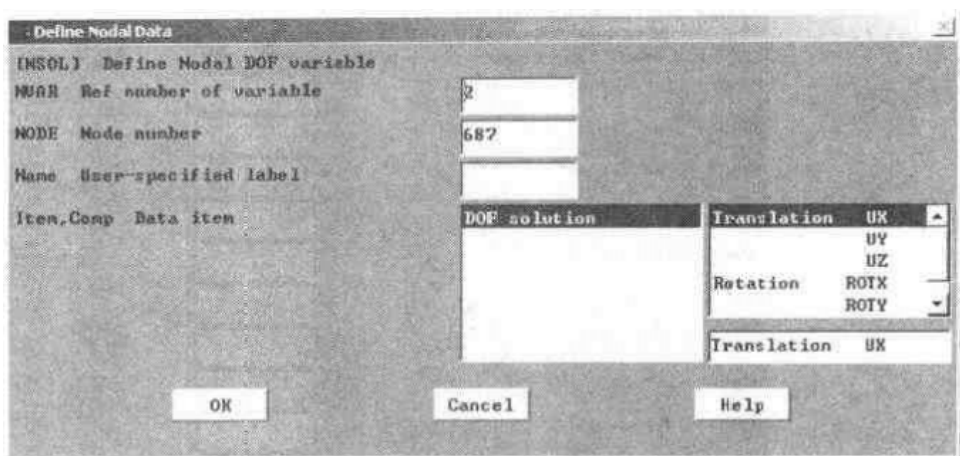 Define Nodal Data
[NSOL] Define Nodal DOF variable
NVAR Ref number of variable 2
NODE Node number 687
Name User-specified label
Item,Comp Data item DOF solution Translation UX
UY
UZ
Rotation ROTX
ROTY
Translation UX
OK Cancel Help